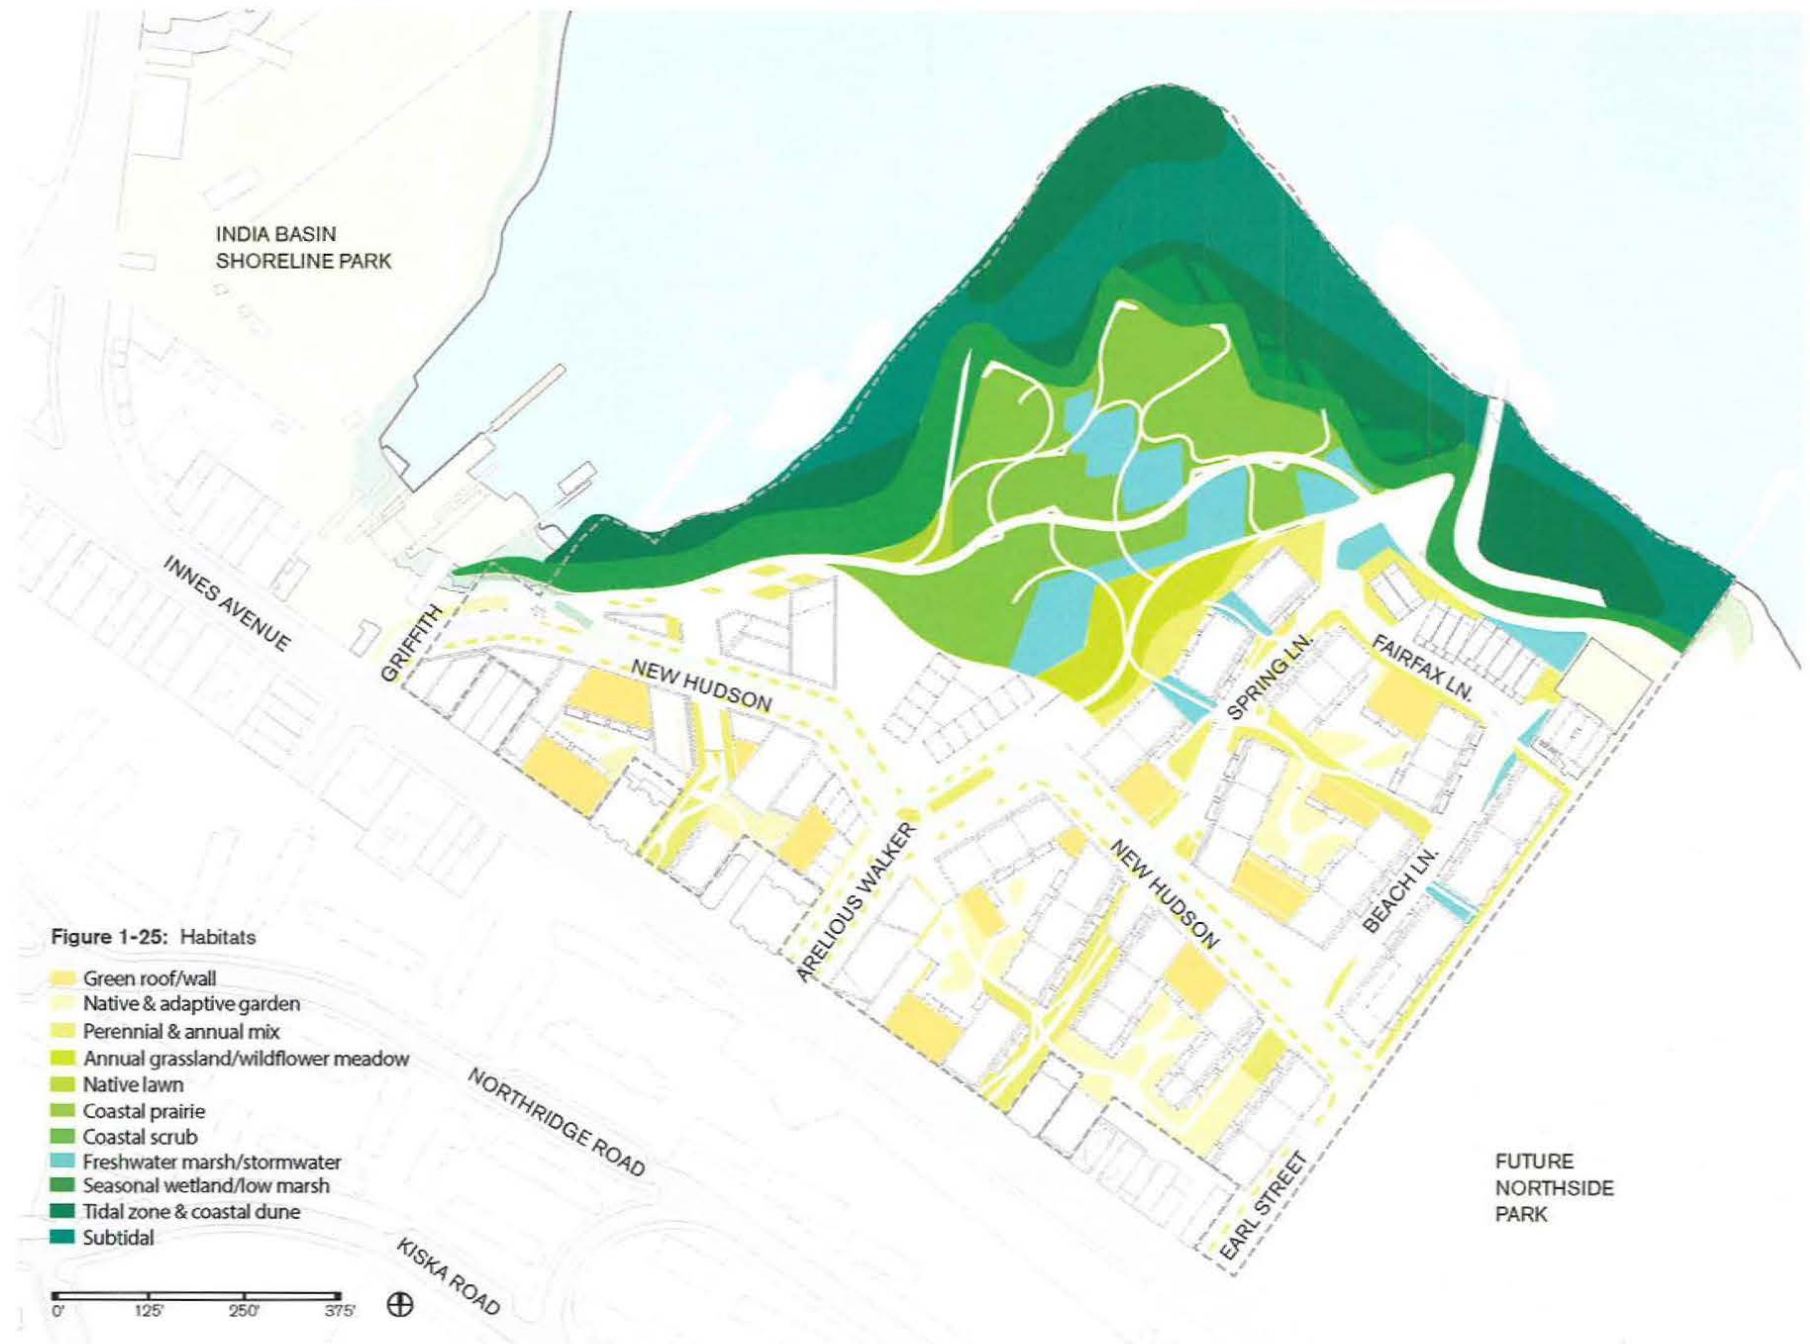 INDIA BASIN
SHORELINE PARK
INNES AVENUE
GRIFFITH
NEW HUDSON
SPRING LN.
FAIRFAX LN.
ARELIOUS WALKER
NEW HUDSON
BEACH LN.
Figure 1-25: Habitats
Green roof/wall
Native & adaptive garden
Perennial & annual mix
Annual grassland/wildflower meadow
Native lawn
Coastal prairie
Coastal scrub
Freshwater marsh/stormwater
Seasonal wetland/low marsh
Tidal zone & coastal dune
Subtidal
NORTHRIDGE ROAD
KISKA ROAD
EARL STREET
FUTURE
NORTHSIDE
PARK
0' 125' 250' 375'